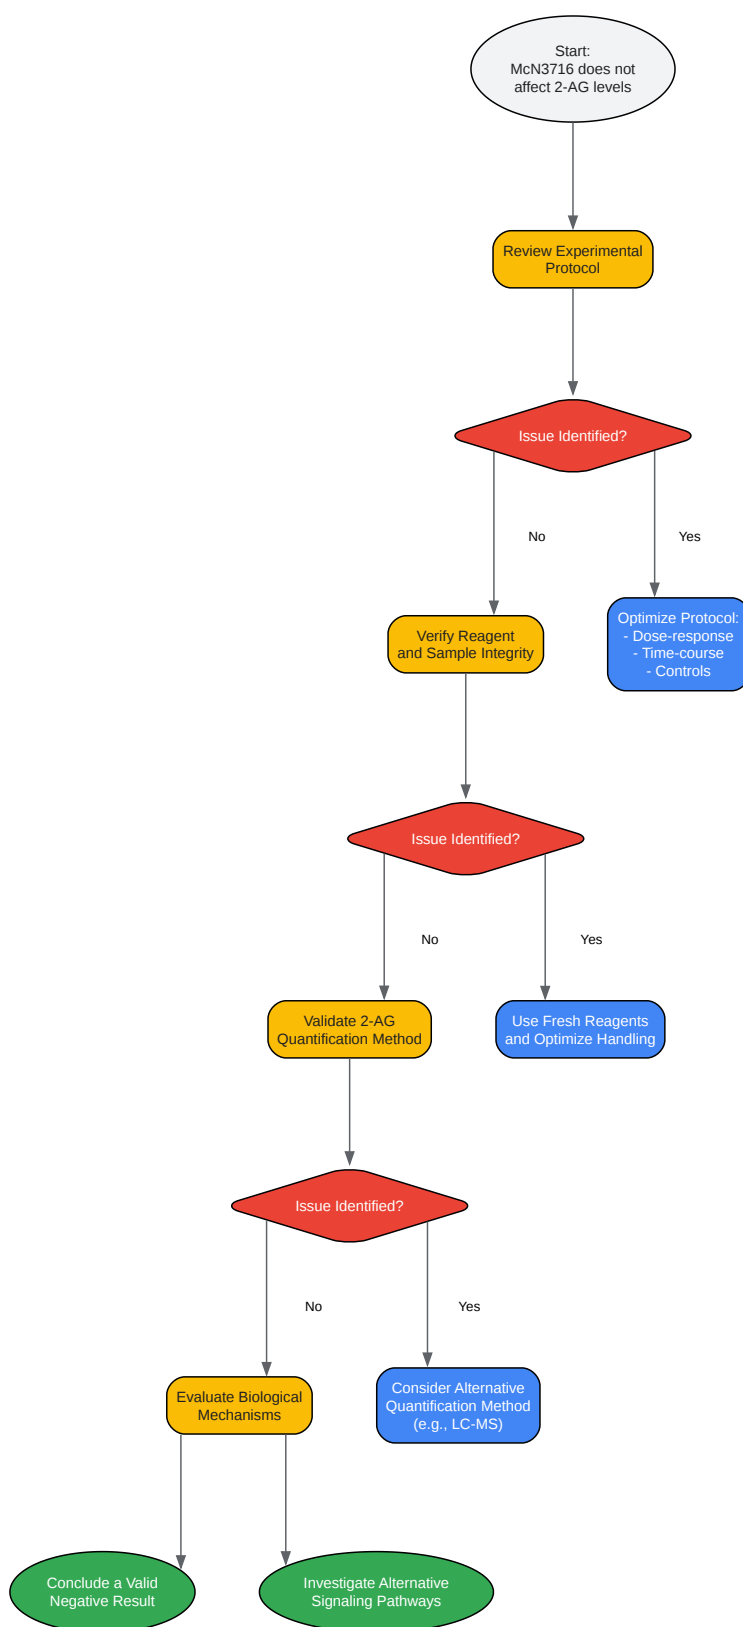 Start:
McN3716 does not
affect 2-AG levels
Review Experimental
Protocol
Issue Identified?
No
Yes
Verify Reagent
and Sample Integrity
Optimize Protocol:
- Dose-response
- Time-course
- Controls
Issue Identified?
No
Yes
Validate 2-AG
Quantification Method
Use Fresh Reagents
and Optimize Handling
Issue Identified?
No
Yes
Evaluate Biological
Mechanisms
Consider Alternative
Quantification Method
(e.g., LC-MS)
Conclude a Valid
Negative Result
Investigate Alternative
Signaling Pathways